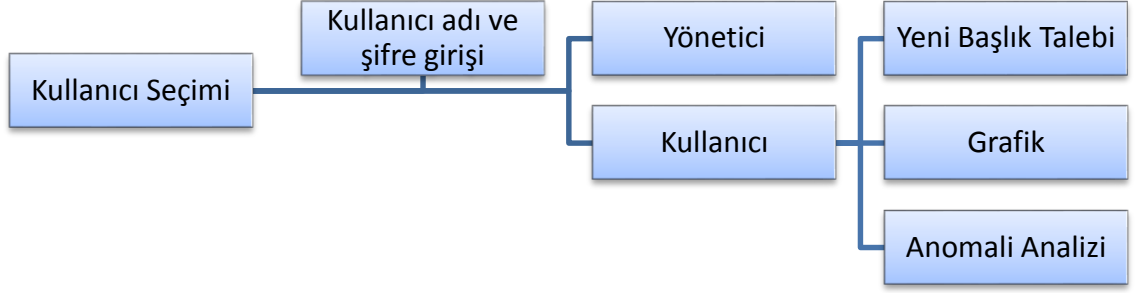 Kullanıcı Seçimi
Kullanıcı adı ve
şifre girişi
Yönetici
Kullanıcı
Yeni Başlık Talebi
Grafik
Anomali Analizi